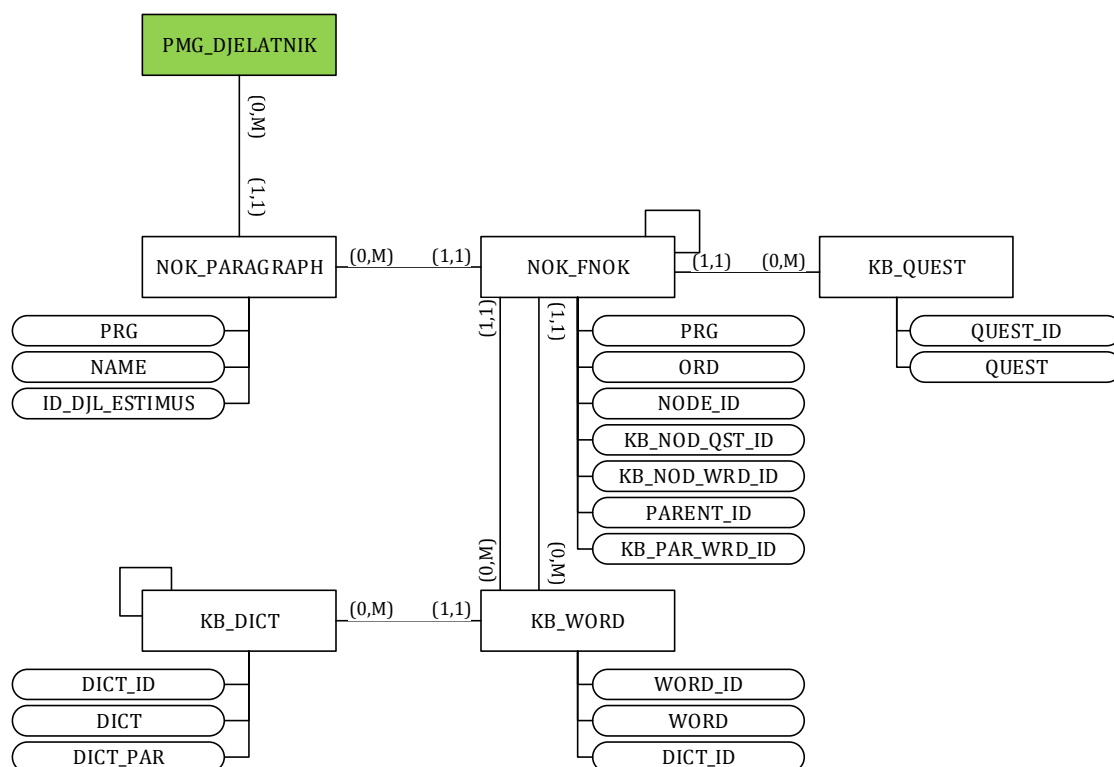 PMG_DJELATNIK
(0,M)
(1,1)
NOK_PARAGRAPH
(0,M)
(1,1)
NOK_FNOK
(1,1)
(0,M)
KB_QUEST
PRG
NAME
ID_DJL_ESTIMUS
(1,1)
(1,1)
PRG
ORD
NODE_ID
KB_NOD_QST_ID
KB_NOD_WRD_ID
PARENT_ID
KB_PAR_WRD_ID
QUEST_ID
QUEST
(0,M)
(0,M)
KB_DICT
(0,M)
(1,1)
KB_WORD
DICT_ID
DICT
DICT_PAR
WORD_ID
WORD
DICT_ID